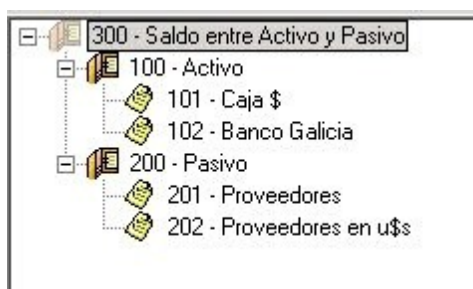 300 - Saldo entre Activo y Pasivo
100 - Activo
101 - Caja $
102 - Banco Galicia
200 - Pasivo
201 - Proveedores
202 - Proveedores en u$s